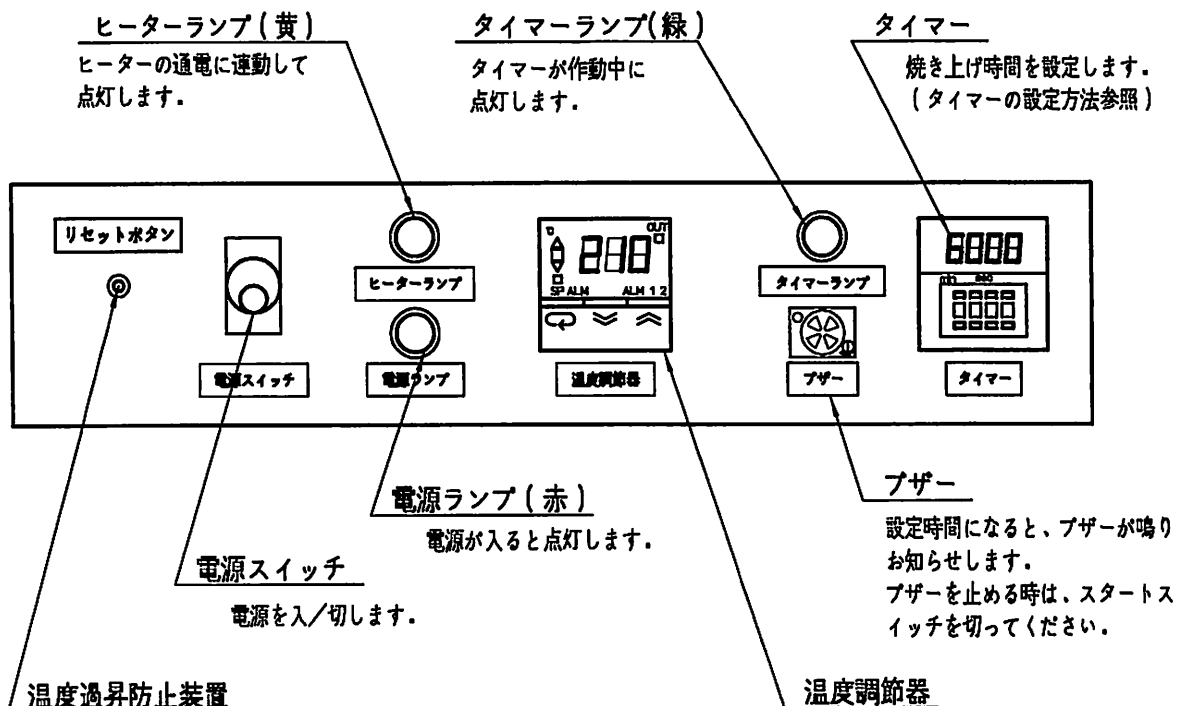 ヒーターランプ(黄)
ヒーターの通電に連動して
点灯します.
タイマーランプ(緑)
タイマーが作動中に
点灯します.
タイマー
焼き上げ時間を設定します.
(タイマーの設定方法参照)
リセットボタン
電源スイッチ
ヒーターランプ
電源ランプ
℃
OUT
210
SP ALM
ALM 1 2
温度調節器
タイマーランプ
ブザー
タイマー
電源ランプ(赤)
電源が入ると点灯します.
電源スイッチ
電源を入/切します.
ブザー
設定時間になると、ブザーが鳴り
お知らせします.
ブザーを止める時は、スタートス
イッチを切ってください.
温度過昇防止装置
温度調節器